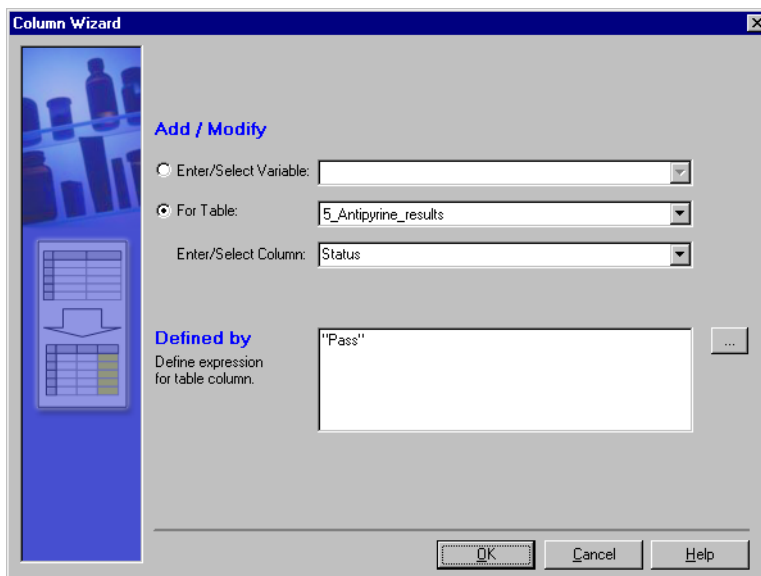 Column Wizard
Add / Modify
Enter/Select Variable:
For Table: 5_Antipyrine_results
Enter/Select Column: Status
Defined by
Define expression
for table column.
"Pass"
...
OK Cancel Help